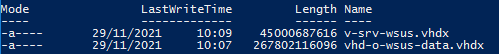 Mode LastWriteTime Length Name
---- ------------- ------ ----
-a---- 29/11/2021 10:09 45000687616 v-srv-wsus.vhdx
-a---- 29/11/2021 10:07 267802116096 vhd-o-wsus-data.vhdx